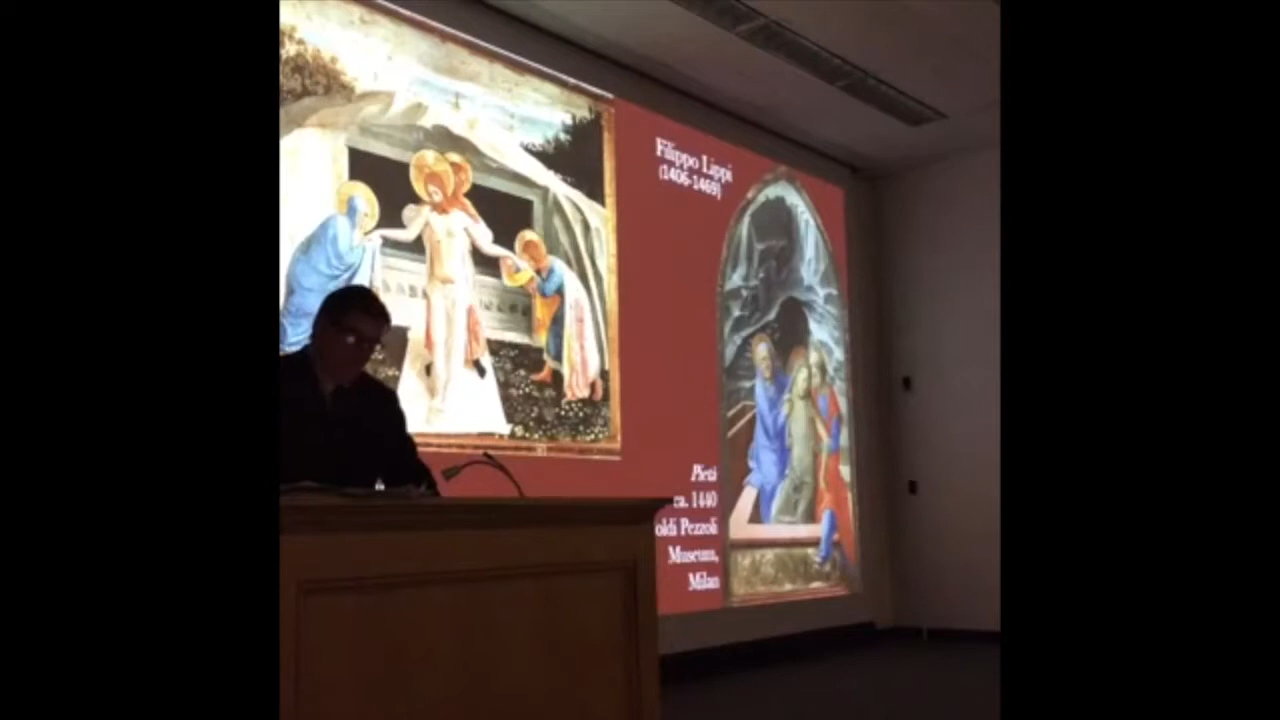 Filippo Lippi
(1406-1469)
Pietà
ca. 1440
oldi Pezzoli
Museum,
Milan